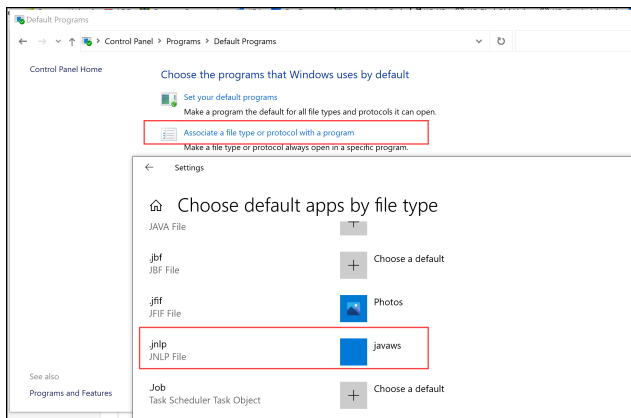 Default Programs
Control Panel > Programs > Default Programs
Control Panel Home
Choose the programs that Windows uses by default
Set your default programs
Make a program the default for all file types and protocols it can open.
Associate a file type or protocol with a program
Make a file type or protocol always open in a specific program.
Settings
Choose default apps by file type
JAVA File
.jbf
JBF File
Choose a default
.jfif
JFIF File
Photos
.jnlp
JNLP File
javaws
.Job
Task Scheduler Task Object
Choose a default
See also
Programs and Features